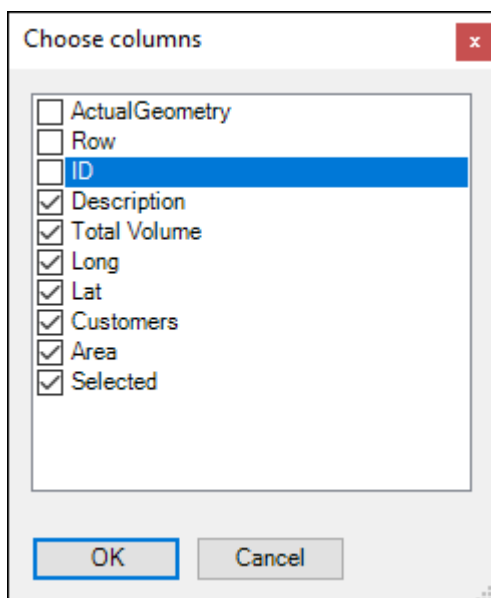 Choose columns
x
ActualGeometry
Row
ID
Description
Total Volume
Long
Lat
Customers
Area
Selected
OK
Cancel